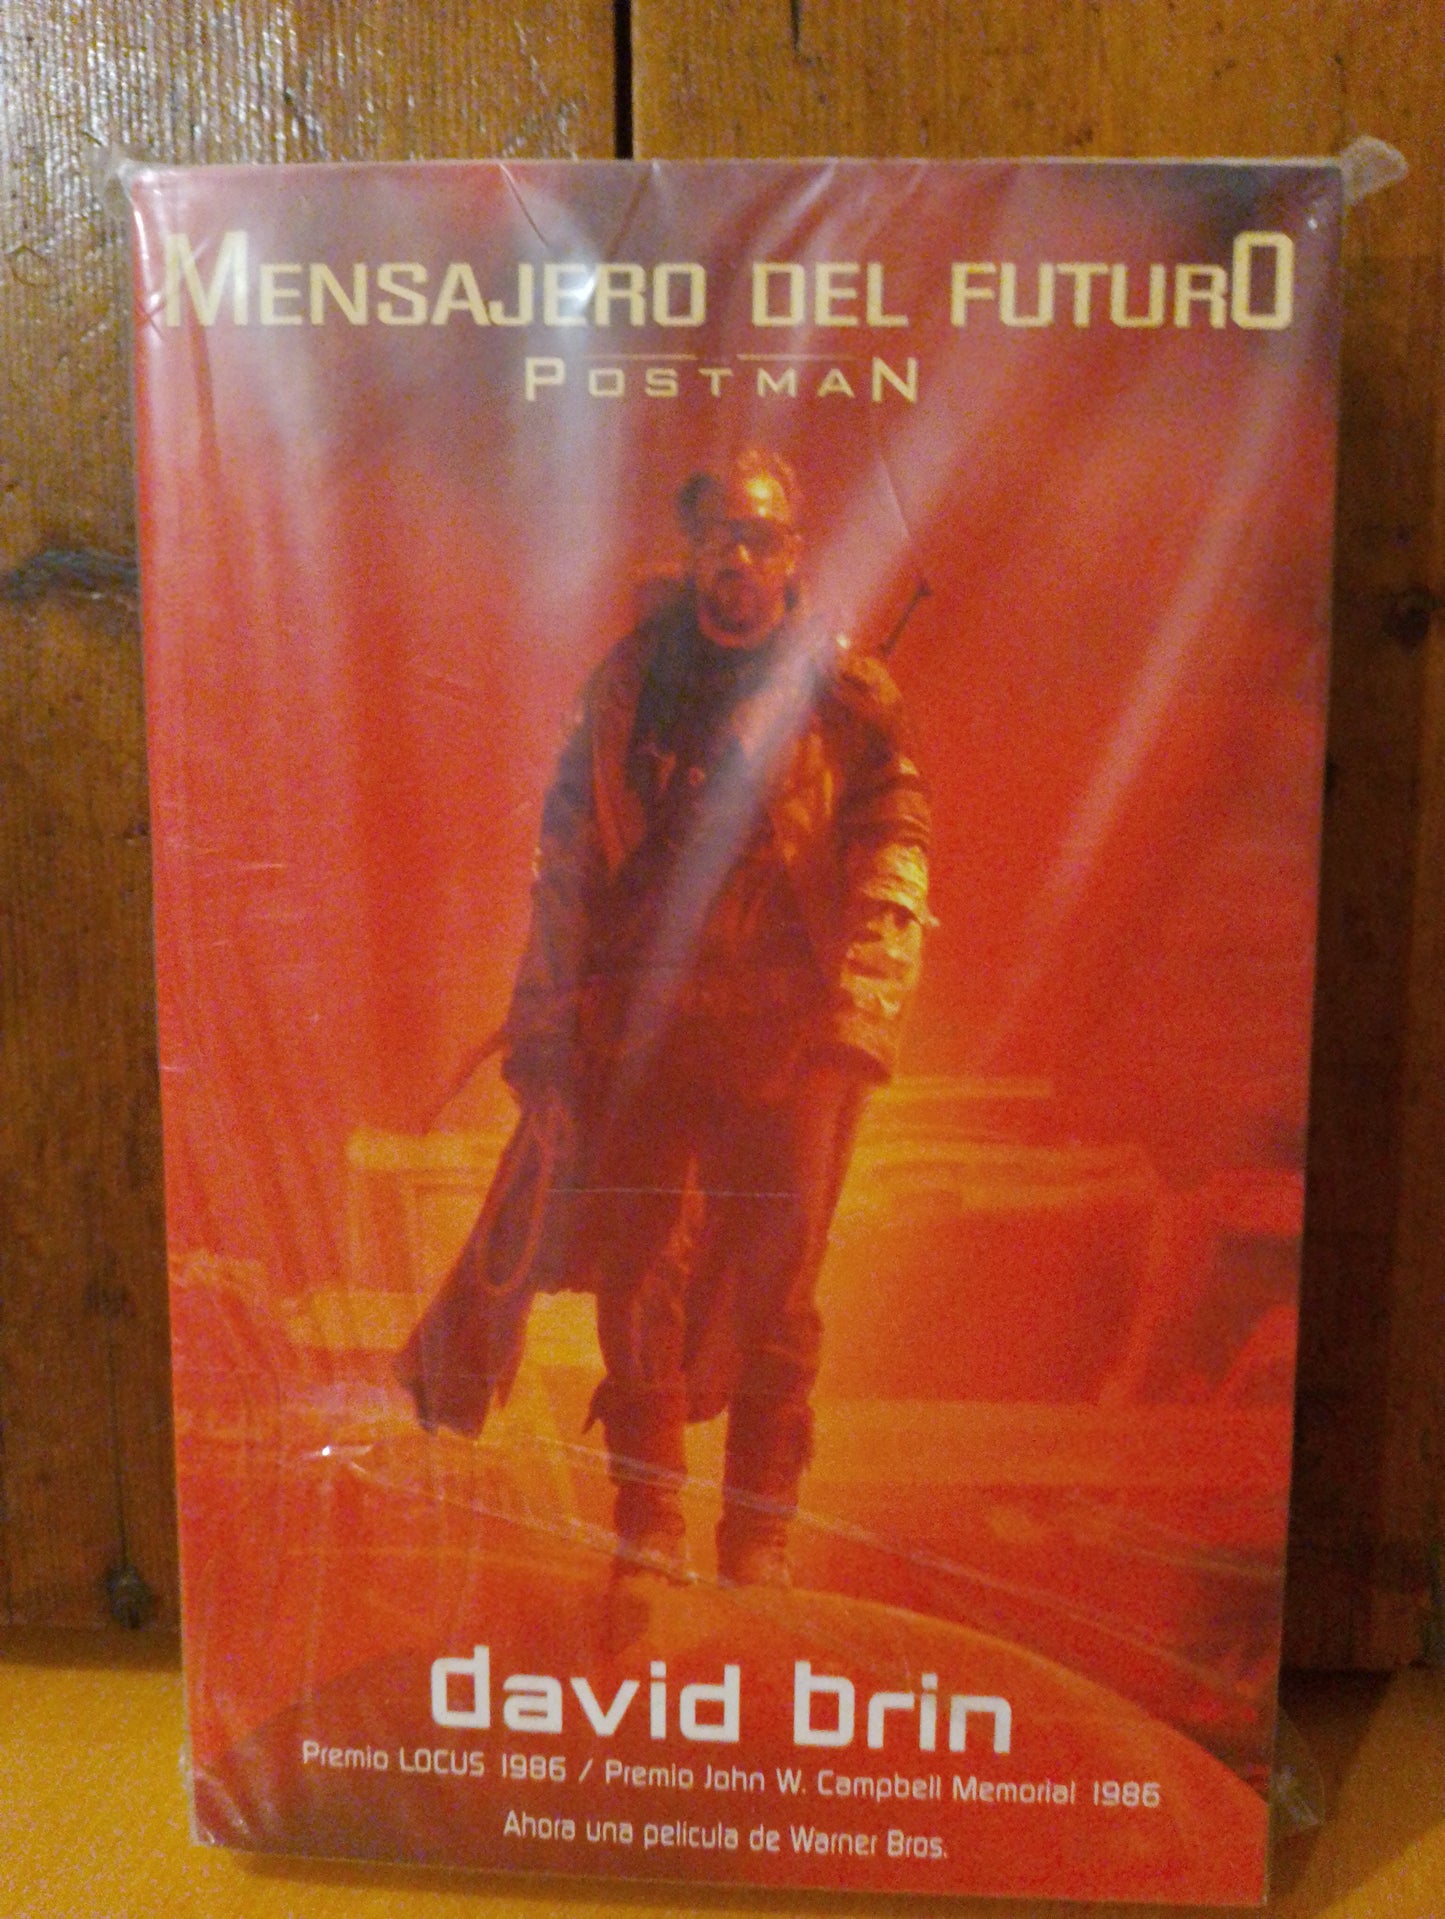 MENSAJERO DEL FUTURO
POSTMAN
david brin
Premio LOCUS 1986 / Premio John W. Campbell Memorial 1986
Ahora una película de Warner Bros.